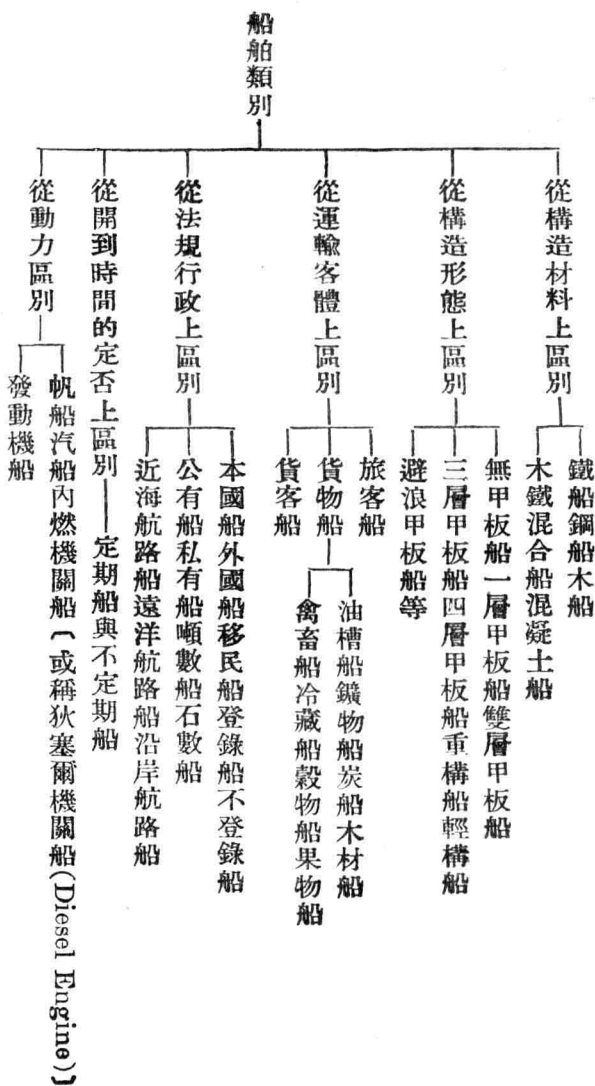 船舶類別
從構造材料上區別
鐵船鋼船木船
木鐵混合船混凝土船
從構造形態上區別
無甲板船一層甲板船雙層甲板船
三層甲板船四層甲板船重構船輕構船
避浪甲板船等
從運輸客體上區別
旅客船
貨物船
油槽船鑛物船炭船木材船
禽畜船冷藏船穀物船果物船
貨客船
從法規行政上區別
本國船外國船移民船登錄船不登錄船
公有船私有船噸數船石數船
近海航路船遠洋航路船沿岸航路船
從開到時間的定否上區別
定期船與不定期船
從動力區別
帆船汽船內燃機關船〔或稱狄塞爾機關船(Diesel Engine)〕
發動機船